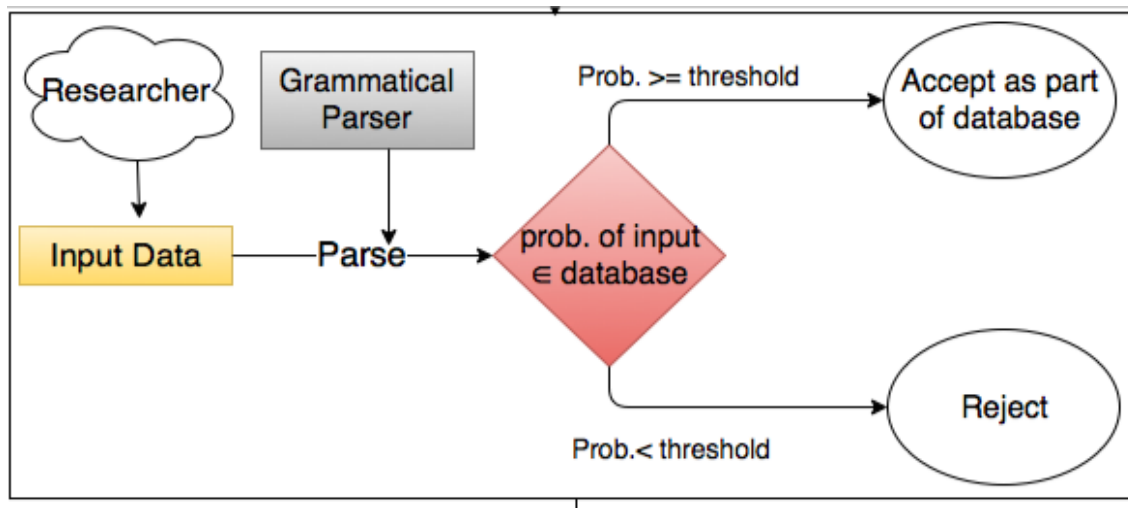 Researcher
Grammatical
Parser
Prob. >= threshold
Accept as part
of database
Input Data
Parse
prob. of input
∈ database
Reject
Prob.< threshold